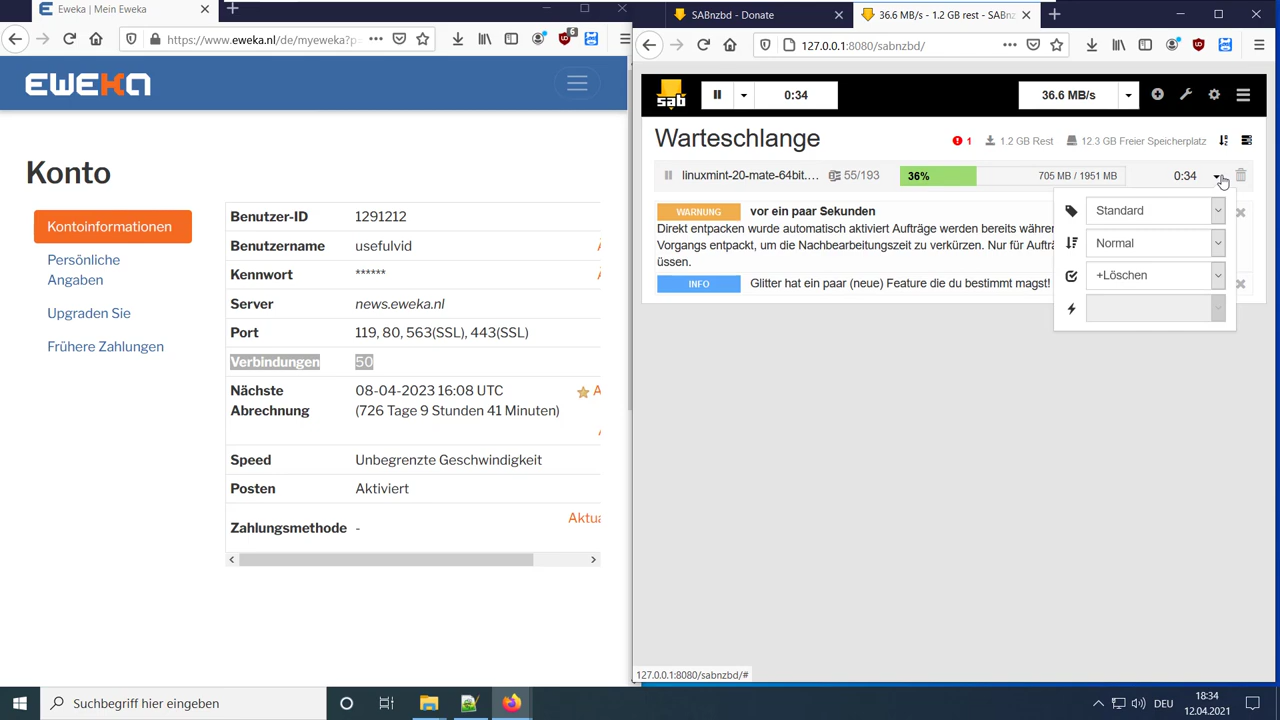 Eweka | Mein Eweka
https://www.eweka.nl/de/myeweka?p
6
EWEKA
Konto
Kontoinformationen
Persönliche
Angaben
Upgraden Sie
Frühere Zahlungen
Benutzer-ID 1291212
Benutzername usefulvid
Kennwort ******
Server news.eweka.nl
Port 119, 80, 563(SSL), 443(SSL)
Verbindungen 50
Nächste 08-04-2023 16:08 UTC
Abrechnung (726 Tage 9 Stunden 41 Minuten)
Speed Unbegrenzte Geschwindigkeit
Posten Aktiviert
Aktua
Zahlungsmethode -
SABnzbd - Donate
36.6 MB/s - 1.2 GB rest - SABnz
127.0.0.1:8080/sabnzbd/
sab
0:34
36.6 MB/s
Warteschlange
1 1.2 GB Rest 12.3 GB Freier Speicherplatz
linuxmint-20-mate-64bit.... 55/193 36% 705 MB / 1951 MB 0:34
WARNUNG vor ein paar Sekunden
Direkt entpacken wurde automatisch aktiviert Aufträge werden bereits währen
Vorgangs entpackt, um die Nachbearbeitungszeit zu verkürzen. Nur für Aufträ
üssen.
INFO Glitter hat ein paar (neue) Feature die du bestimmt magst!
Standard
Normal
+Löschen
127.0.0.1:8080/sabnzbd/#
Suchbegriff hier eingeben
DEU
18:34
12.04.2021